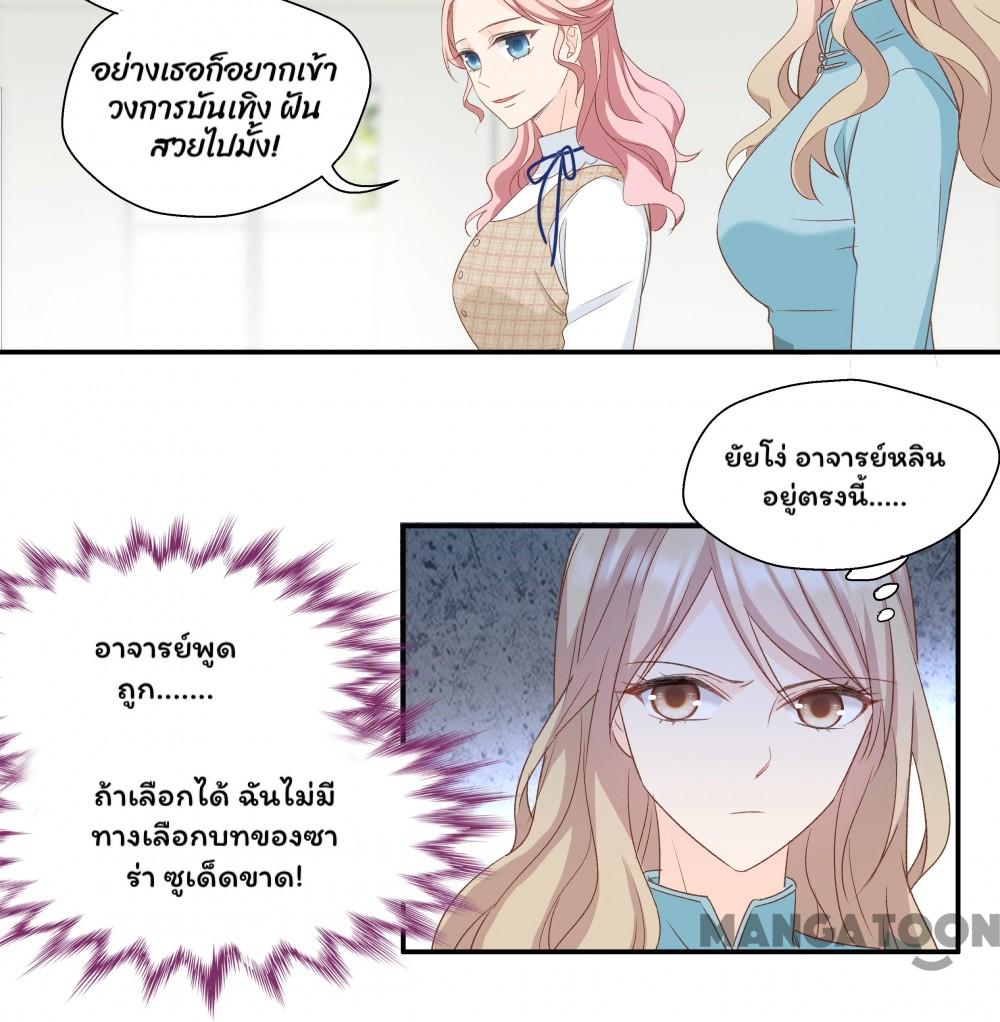 อย่างเธอก็อยากเข้า
วงการบันเทิง ฝัน
สวยไปมั้ง!
ยัยโง่ อาจารย์หลิน
อยู่ตรงนี้.....
อาจารย์พูด
ถูก.......
ถ้าเลือกได้ ฉันไม่มี
ทางเลือกบทของซา
ร่า ซูเด็ดขาด!
MANGATOON